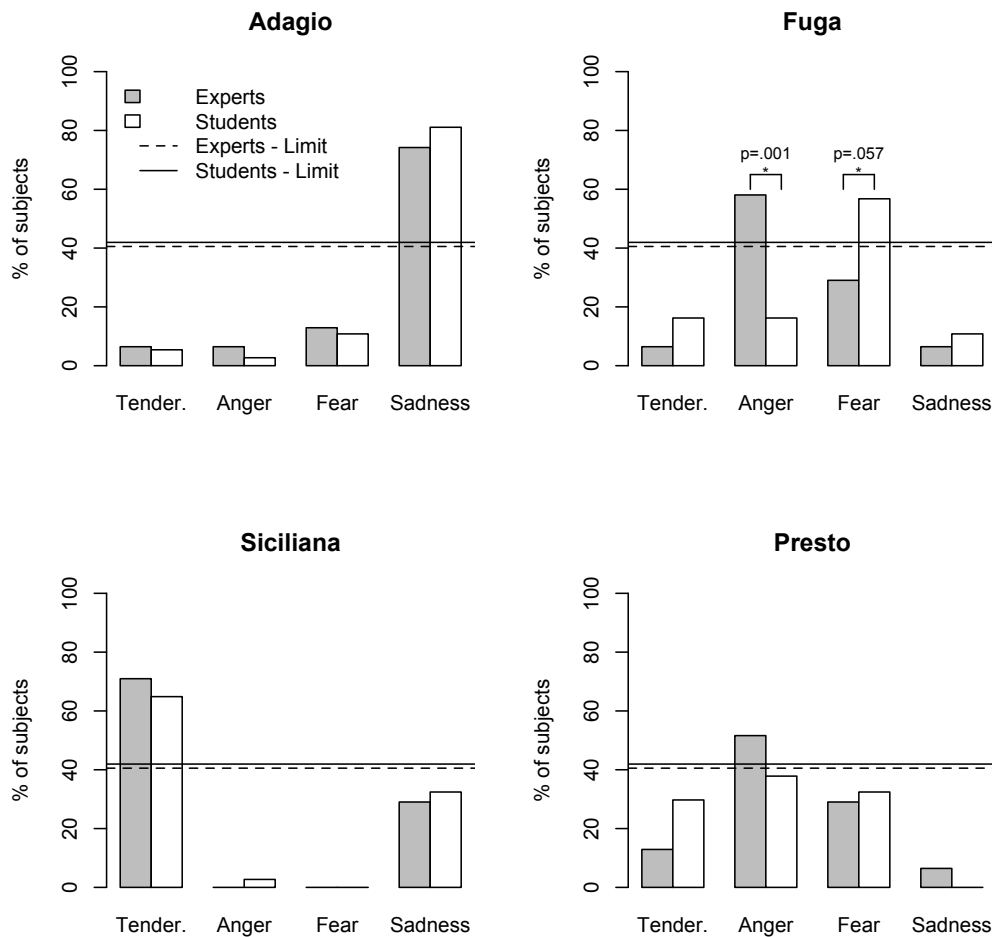 Adagio
% of subjects
100
80
60
40
20
0
Experts
Students
Experts - Limit
Students - Limit
Tender. Anger Fear Sadness
Fuga
% of subjects
100
80
60
40
20
0
p=.001 p=.057
* *
Tender. Anger Fear Sadness
Siciliana
% of subjects
100
80
60
40
20
0
Tender. Anger Fear Sadness
Presto
% of subjects
100
80
60
40
20
0
Tender. Anger Fear Sadness